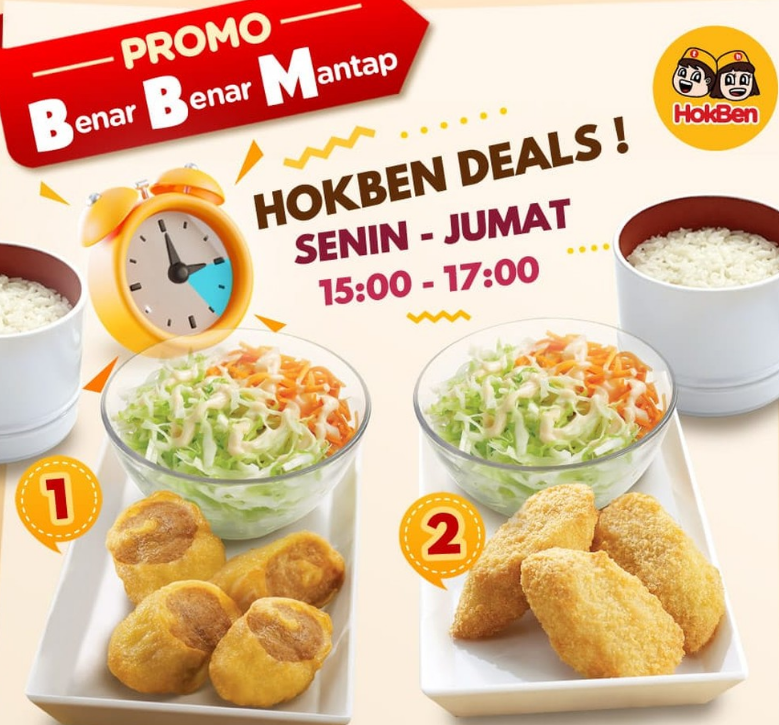 PROMO
Benar Benar Mantap
HokBen
HOKBEN DEALS !
SENIN - JUMAT
15:00 - 17:00
1
2